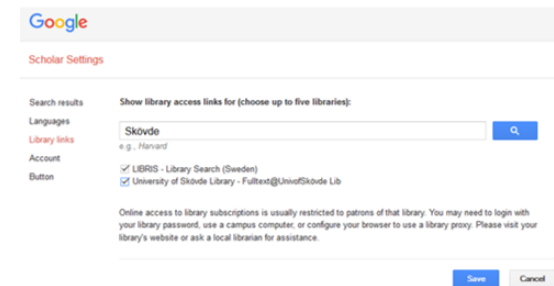 Google
Scholar Settings
Search results
Languages
Library links
Account
Button
Show library access links for (choose up to five libraries):
Skövde
e.g., Harvard
LIBRIS - Library Search (Sweden)
University of Skövde Library - Fulltext@UnivofSkövde Lib
Online access to library subscriptions is usually restricted to patrons of that library. You may need to login with
your library password, use a campus computer, or configure your browser to use a library proxy. Please visit your
library's website or ask a local librarian for assistance.
Save
Cancel